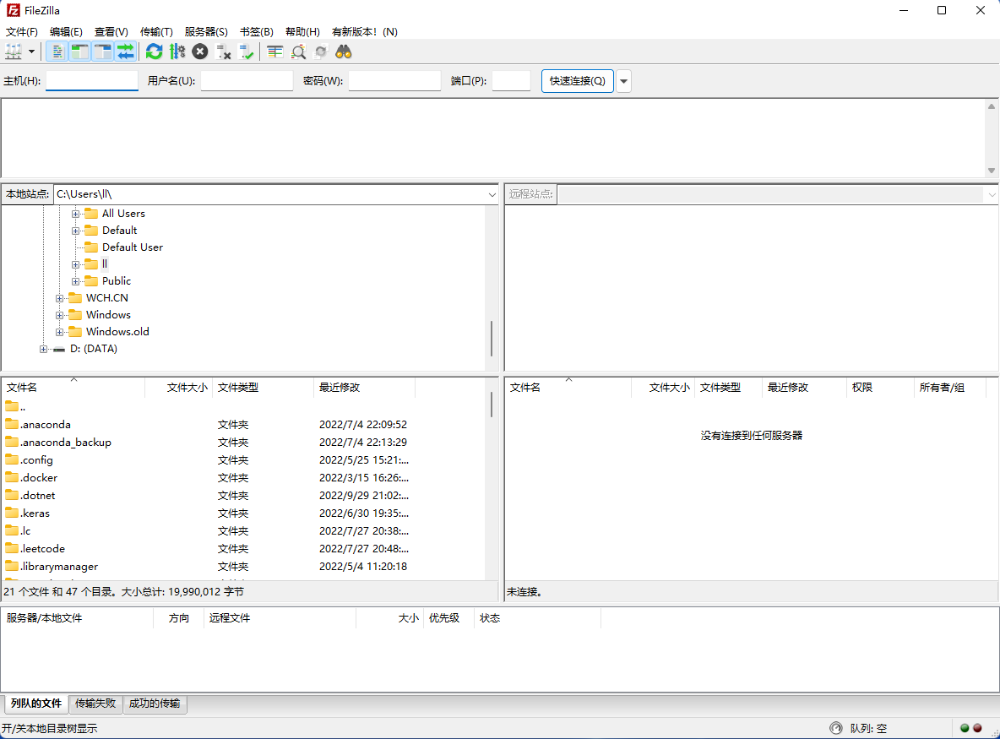 FileZilla
文件(F) 编辑(E) 查看(V) 传输(T) 服务器(S) 书签(B) 帮助(H) 有新版本！(N)
主机(H): 用户名(U): 密码(W): 端口(P): 快速连接(Q)
本地站点: C:\Users\ll\
All Users
Default
Default User
ll
Public
WCH.CN
Windows
Windows.old
D: (DATA)
远程站点:
文件名 文件大小 文件类型 最近修改
..
.anaconda 文件夹 2022/7/4 22:09:52
.anaconda_backup 文件夹 2022/7/4 22:13:29
.config 文件夹 2022/5/25 15:21:...
.docker 文件夹 2022/3/15 16:26:...
.dotnet 文件夹 2022/9/29 21:02:...
.keras 文件夹 2022/6/30 19:35:...
.lc 文件夹 2022/7/27 20:38:...
.leetcode 文件夹 2022/7/27 20:48:...
.librarymanager 文件夹 2022/5/4 11:20:18
21 个文件 和 47 个目录。大小总计: 19,990,012 字节
文件名 文件大小 文件类型 最近修改 权限 所有者/组
没有连接到任何服务器
未连接。
服务器/本地文件 方向 远程文件 大小 优先级 状态
列队的文件 传输失败 成功的传输
开/关本地目录树显示 队列: 空